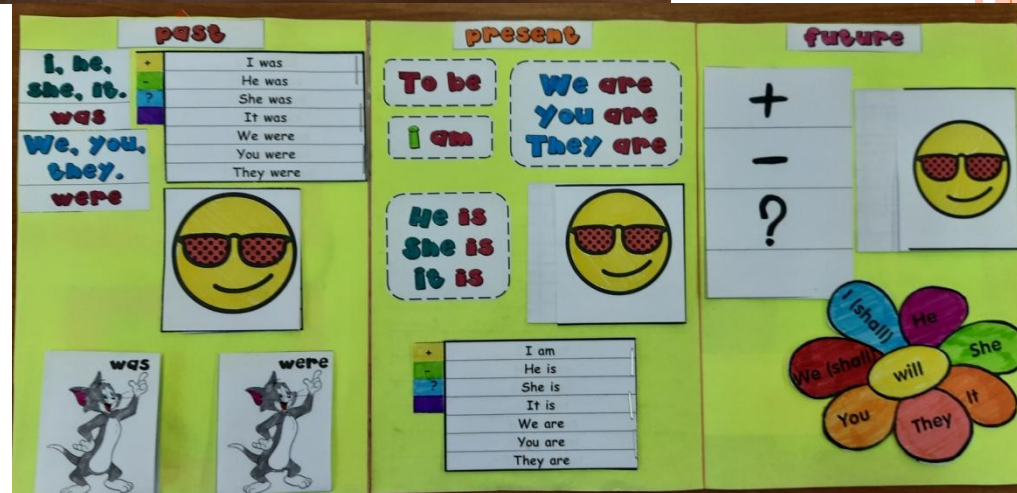 past
i, he,
she, it.
was
We, you,
they.
were
+
-
?
I was
He was
She was
It was
We were
You were
They were
was
were
present
To be
i am
We are
You are
They are
He is
She is
it is
+
-
?
I am
He is
She is
It is
We are
You are
They are
future
+
-
?
I (shall)
He
She
It
They
You
We (shall)
will